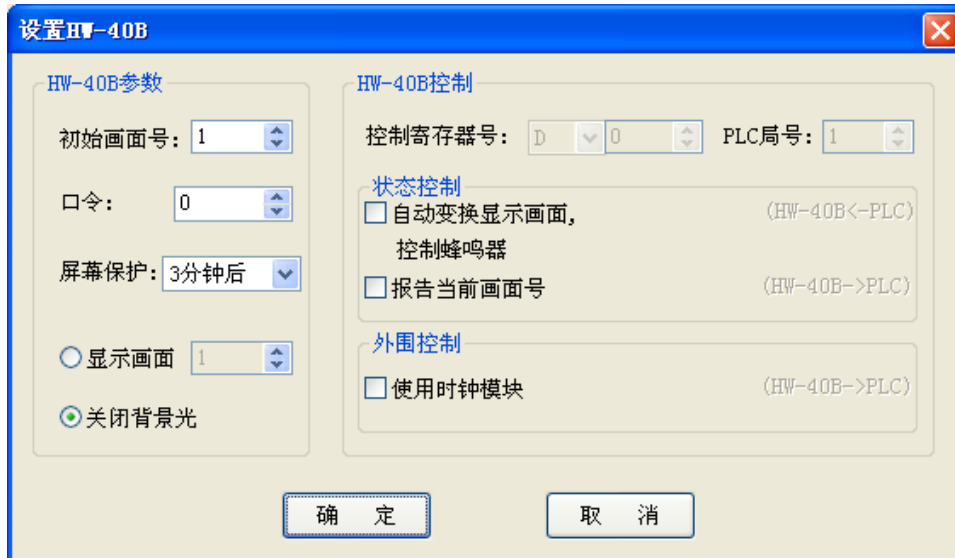 设置HW-40B
HW-40B参数
初始画面号: 1
口令: 0
屏幕保护: 3分钟后
显示画面 1
关闭背景光
HW-40B控制
控制寄存器号: D 0 PLC局号: 1
状态控制
自动变换显示画面, (HW-40B<-PLC)
控制蜂鸣器
报告当前画面号 (HW-40B->PLC)
外围控制
使用时钟模块 (HW-40B->PLC)
确 定 取 消